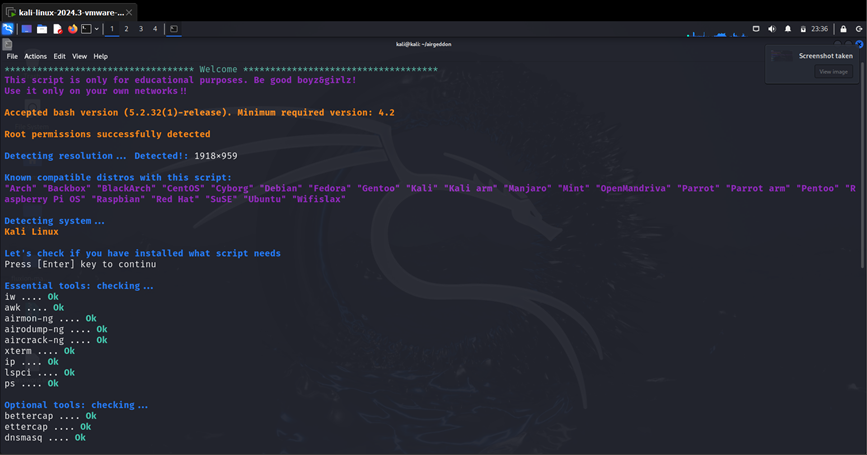 kali-linux-2024.3-vmware-...
1 2 3 4
23:36
kali@kali: ~/airgeddon
File Actions Edit View Help
Screenshot taken
View image
*********************************** Welcome ************************************
This script is only for educational purposes. Be good boyz&girlz!
Use it only on your own networks!!
Accepted bash version (5.2.32(1)-release). Minimum required version: 4.2
Root permissions successfully detected
Detecting resolution... Detected!: 1918×959
Known compatible distros with this script:
"Arch" "Backbox" "BlackArch" "CentOS" "Cyborg" "Debian" "Fedora" "Gentoo" "Kali" "Kali arm" "Manjaro" "Mint" "OpenMandriva" "Parrot" "Parrot arm" "Pentoo" "R
aspberry Pi OS" "Raspbian" "Red Hat" "SuSE" "Ubuntu" "Wifislax"
Detecting system...
Kali Linux
Let's check if you have installed what script needs
Press [Enter] key to continu
Essential tools: checking...
iw .... Ok
awk .... Ok
airmon-ng .... Ok
airodump-ng .... Ok
aircrack-ng .... Ok
xterm .... Ok
ip .... Ok
lspci .... Ok
ps .... Ok
Optional tools: checking...
bettercap .... Ok
ettercap .... Ok
dnsmasq .... Ok